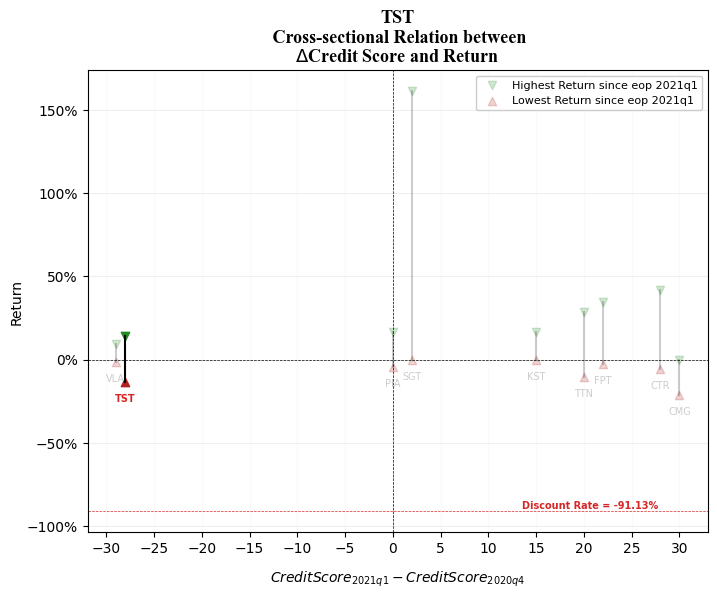 TST
Cross-sectional Relation between
ΔCredit Score and Return
Highest Return since eop 2021q1
Lowest Return since eop 2021q1
150%
100%
50%
0%
−50%
−100%
Return
VLA
TST
PIA
SGT
KST
TTN
FPT
CTR
CMG
Discount Rate = -91.13%
−30 −25 −20 −15 −10 −5 0 5 10 15 20 25 30
CreditScore2021q1 − CreditScore2020q4